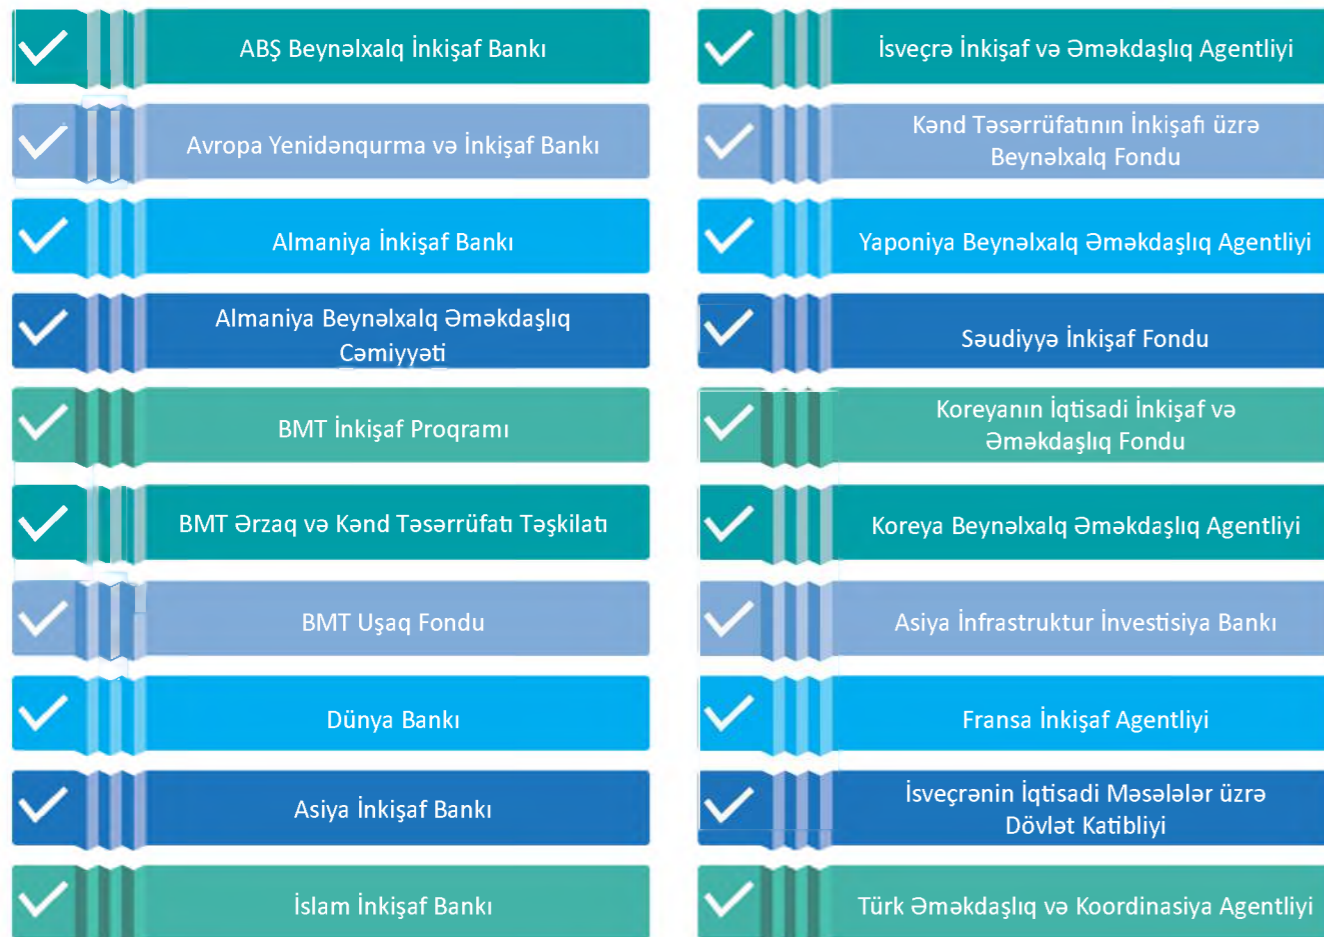 ABŞ Beynəlxalq İnkişaf Bankı
Avropa Yenidənqurma və İnkişaf Bankı
Almaniya İnkişaf Bankı
Almaniya Beynəlxalq Əməkdaşlıq
Cəmiyyəti
BMT İnkişaf Proqramı
BMT Ərzaq və Kənd Təsərrüfatı Təşkilatı
BMT Uşaq Fondu
Dünya Bankı
Asiya İnkişaf Bankı
İslam İnkişaf Bankı
İsveçrə İnkişaf və Əməkdaşlıq Agentliyi
Kənd Təsərrüfatının İnkişafı üzrə
Beynəlxalq Fondu
Yaponiya Beynəlxalq Əməkdaşlıq Agentliyi
Səudiyyə İnkişaf Fondu
Koreyanın İqtisadi İnkişaf və
Əməkdaşlıq Fondu
Koreya Beynəlxalq Əməkdaşlıq Agentliyi
Asiya İnfrastruktur İnvestisiya Bankı
Fransa İnkişaf Agentliyi
İsveçrənin İqtisadi Məsələlər üzrə
Dövlət Katibliyi
Türk Əməkdaşlıq və Koordinasiya Agentliyi